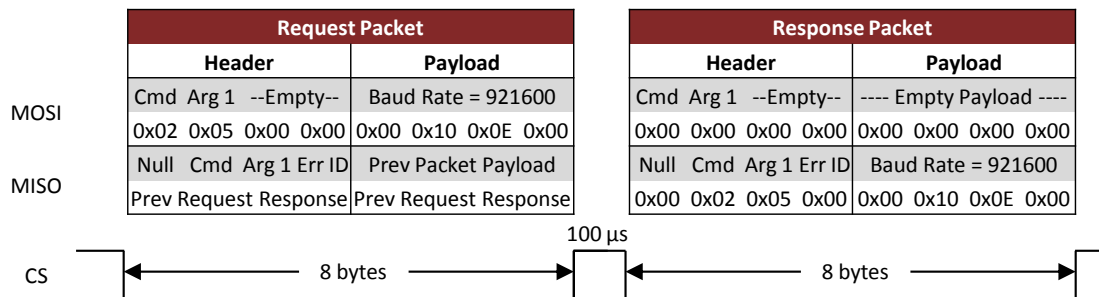 Request Packet Response Packet
Header Payload Header Payload
MOSI
Cmd Arg 1 --Empty-- Baud Rate = 921600 Cmd Arg 1 --Empty-- ---- Empty Payload ----
0x02 0x05 0x00 0x00 0x00 0x10 0x0E 0x00 0x00 0x00 0x00 0x00 0x00 0x00 0x00 0x00
MISO
Null Cmd Arg 1 Err ID Prev Packet Payload Null Cmd Arg 1 Err ID Baud Rate = 921600
Prev Request Response Prev Request Response 0x00 0x02 0x05 0x00 0x00 0x10 0x0E 0x00
100 µs
CS 8 bytes 8 bytes